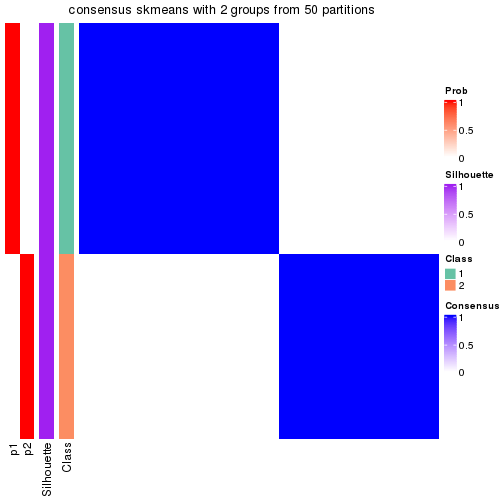 consensus skmeans with 2 groups from 50 partitions
Prob
1
0.5
0
Silhouette
1
0.5
0
Class
1
2
Consensus
1
0.5
0
p1
p2
Silhouette
Class